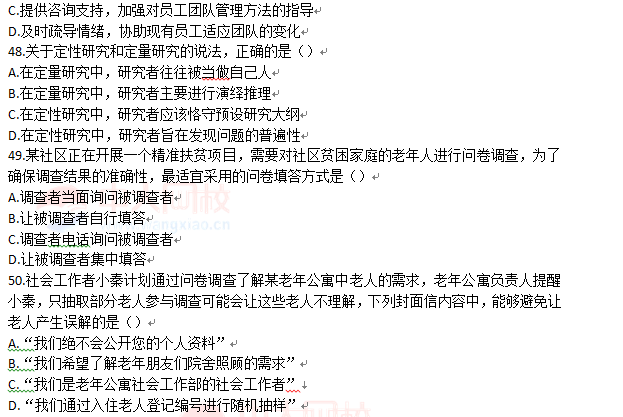 C.提供咨询支持，加强对员工团队管理方法的指导
D.及时疏导情绪，协助现有员工适应团队的变化
48.关于定性研究和定量研究的说法，正确的是（）
A.在定量研究中，研究者往往被当做自己人
B.在定量研究中，研究者主要进行演绎推理
C.在定性研究中，研究者应该恪守预设研究大纲
D.在定性研究中，研究者旨在发现问题的普遍性
49.某社区正在开展一个精准扶贫项目，需要对社区贫困家庭的老年人进行问卷调查，为了
确保调查结果的准确性，最适宜采用的问卷填答方式是（）
A.调查者当面询问被调查者
B.让被调查者自行填答
C.调查者电话询问被调查者
D.让被调查者集中填答
50.社会工作者小秦计划通过问卷调查了解某老年公寓中老人的需求，老年公寓负责人提醒
小秦，只抽取部分老人参与调查可能会让这些老人不理解，下列封面信内容中，能够避免让
老人产生误解的是（）
A.“我们绝不会公开您的个人资料”
B.“我们希望了解老年朋友们院舍照顾的需求”
C.“我们是老年公寓社会工作部的社会工作者”
D.“我们通过入住老人登记编号进行随机抽样”